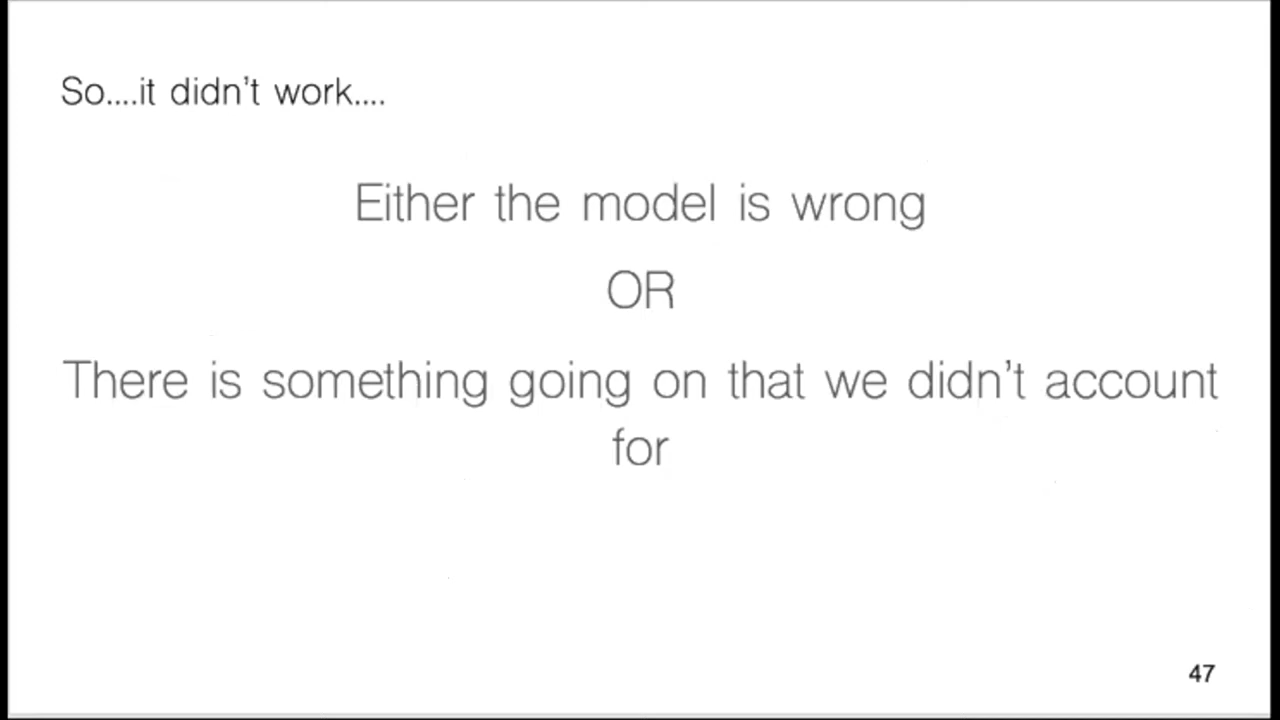 So....it didn't work....
Either the model is wrong
OR
There is something going on that we didn't account
for
47